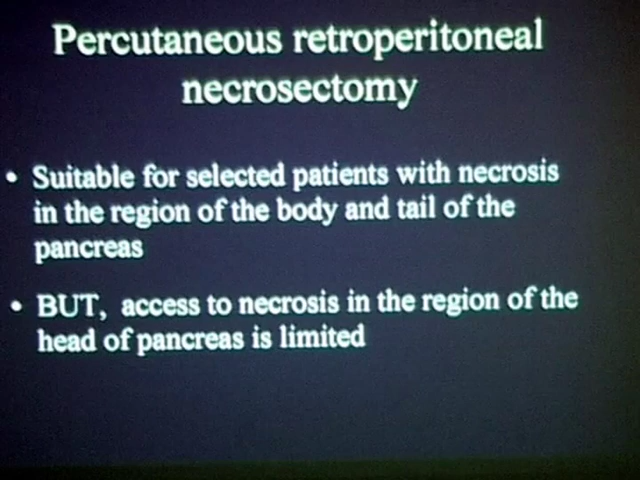 Percutaneous retroperitoneal
necrosectomy
• Suitable for selected patients with necrosis
in the region of the body and tail of the
pancreas
• BUT, access to necrosis in the region of the
head of pancreas is limited